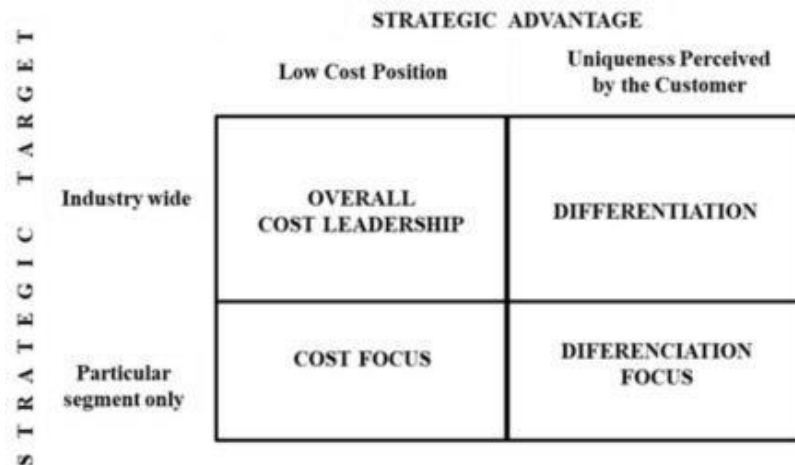 STRATEGIC ADVANTAGE
Low Cost Position
Uniqueness Perceived
by the Customer
STRATEGIC TARGET
Industry wide
OVERALL
COST LEADERSHIP
DIFFERENTIATION
Particular
segment only
COST FOCUS
DIFERENCIATION
FOCUS